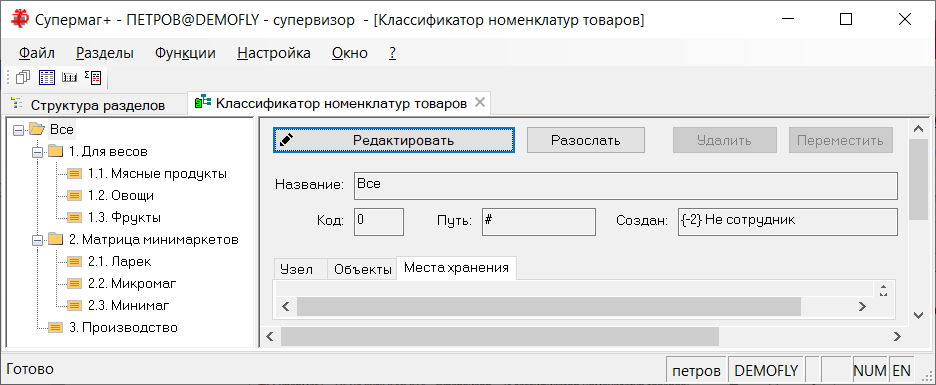 Супермаг+ - ПЕТРОВ@DEMOFLY - супервизор - [Классификатор номенклатур товаров]
Файл Разделы Функции Настройка Окно ?
Структура разделов Классификатор номенклатур товаров
Все
1. Для весов
1.1. Мясные продукты
1.2. Овощи
1.3. Фрукты
2. Матрица минимаркетов
2.1. Ларек
2.2. Микромаг
2.3. Минимаг
3. Производство
Редактировать Разослать Удалить Переместить
Название: Все
Код: 0 Путь: # Создан: {-2} Не сотрудник
Узел Объекты Места хранения
Готово петров DEMOFLY NUM EN